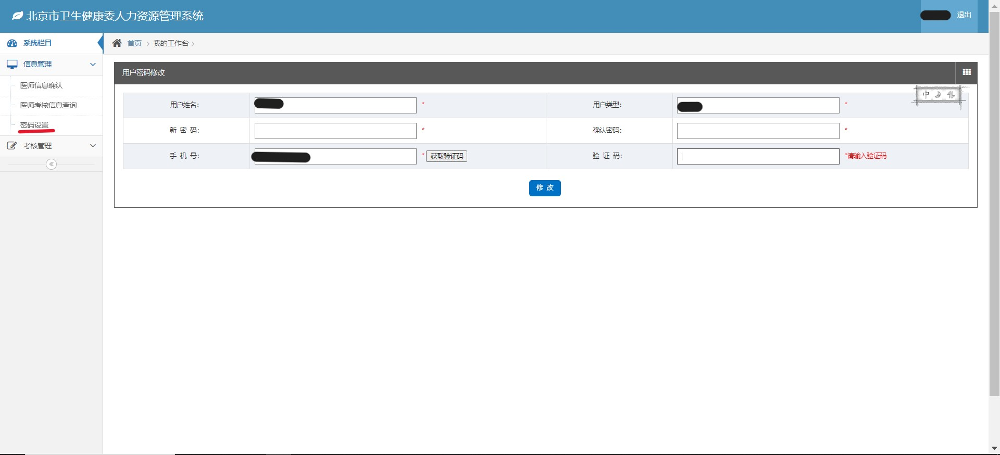 北京市卫生健康委人力资源管理系统
退出
系统栏目
首页 > 我的工作台 >
信息管理
医师信息确认
医师考核信息查询
密码设置
考核管理
用户密码修改
中
用户姓名: * 用户类型: *
新 密 码: * 确认密码: *
手 机 号: * 获取验证码 验 证 码: *请输入验证码
修 改